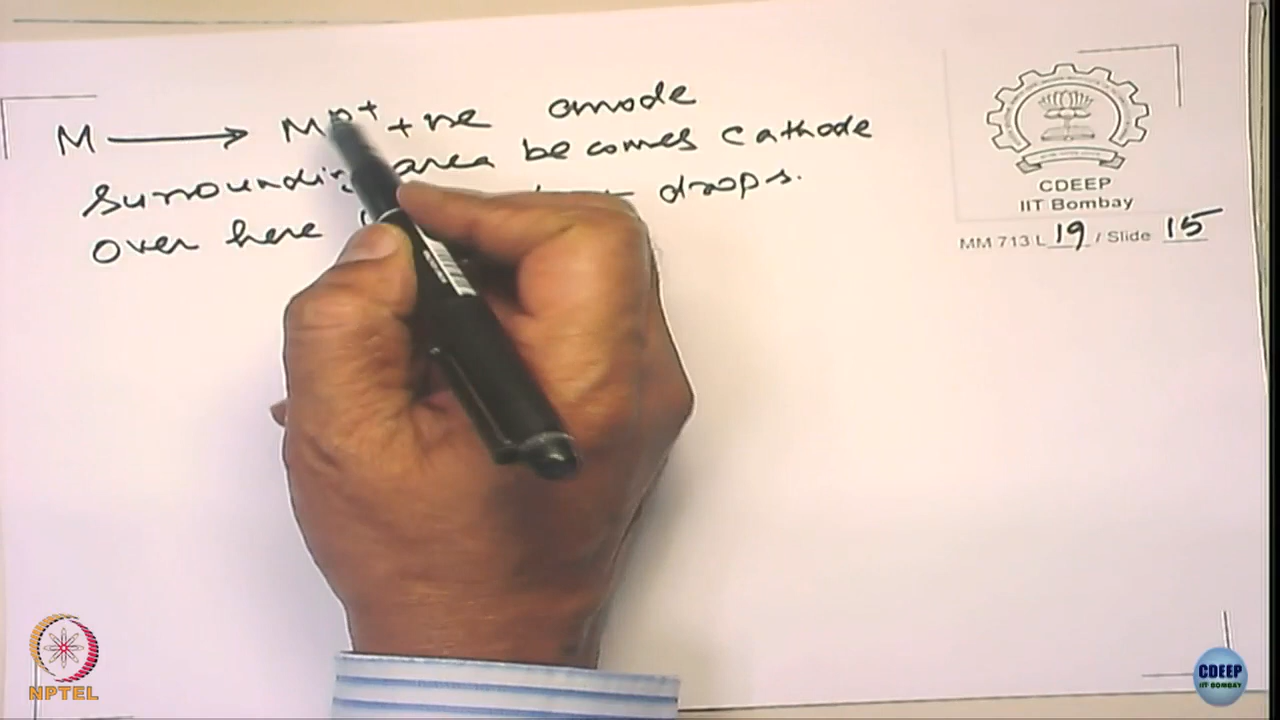 M → Mn+ + ne anode
Surrounding area becomes Cathode
over here drops.
CDEEP
IIT Bombay
MM 713 L 19 / Slide 15
NPTEL
CDEEP
IIT BOMBAY